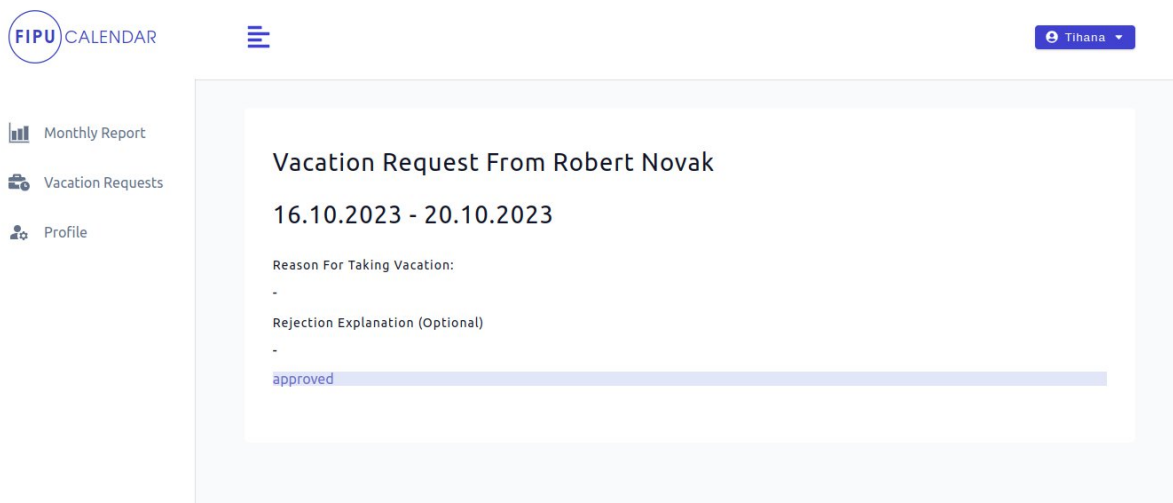 FIPU CALENDAR
Tihana
Monthly Report
Vacation Requests
Profile
Vacation Request From Robert Novak
16.10.2023 - 20.10.2023
Reason For Taking Vacation:
-
Rejection Explanation (Optional)
-
approved